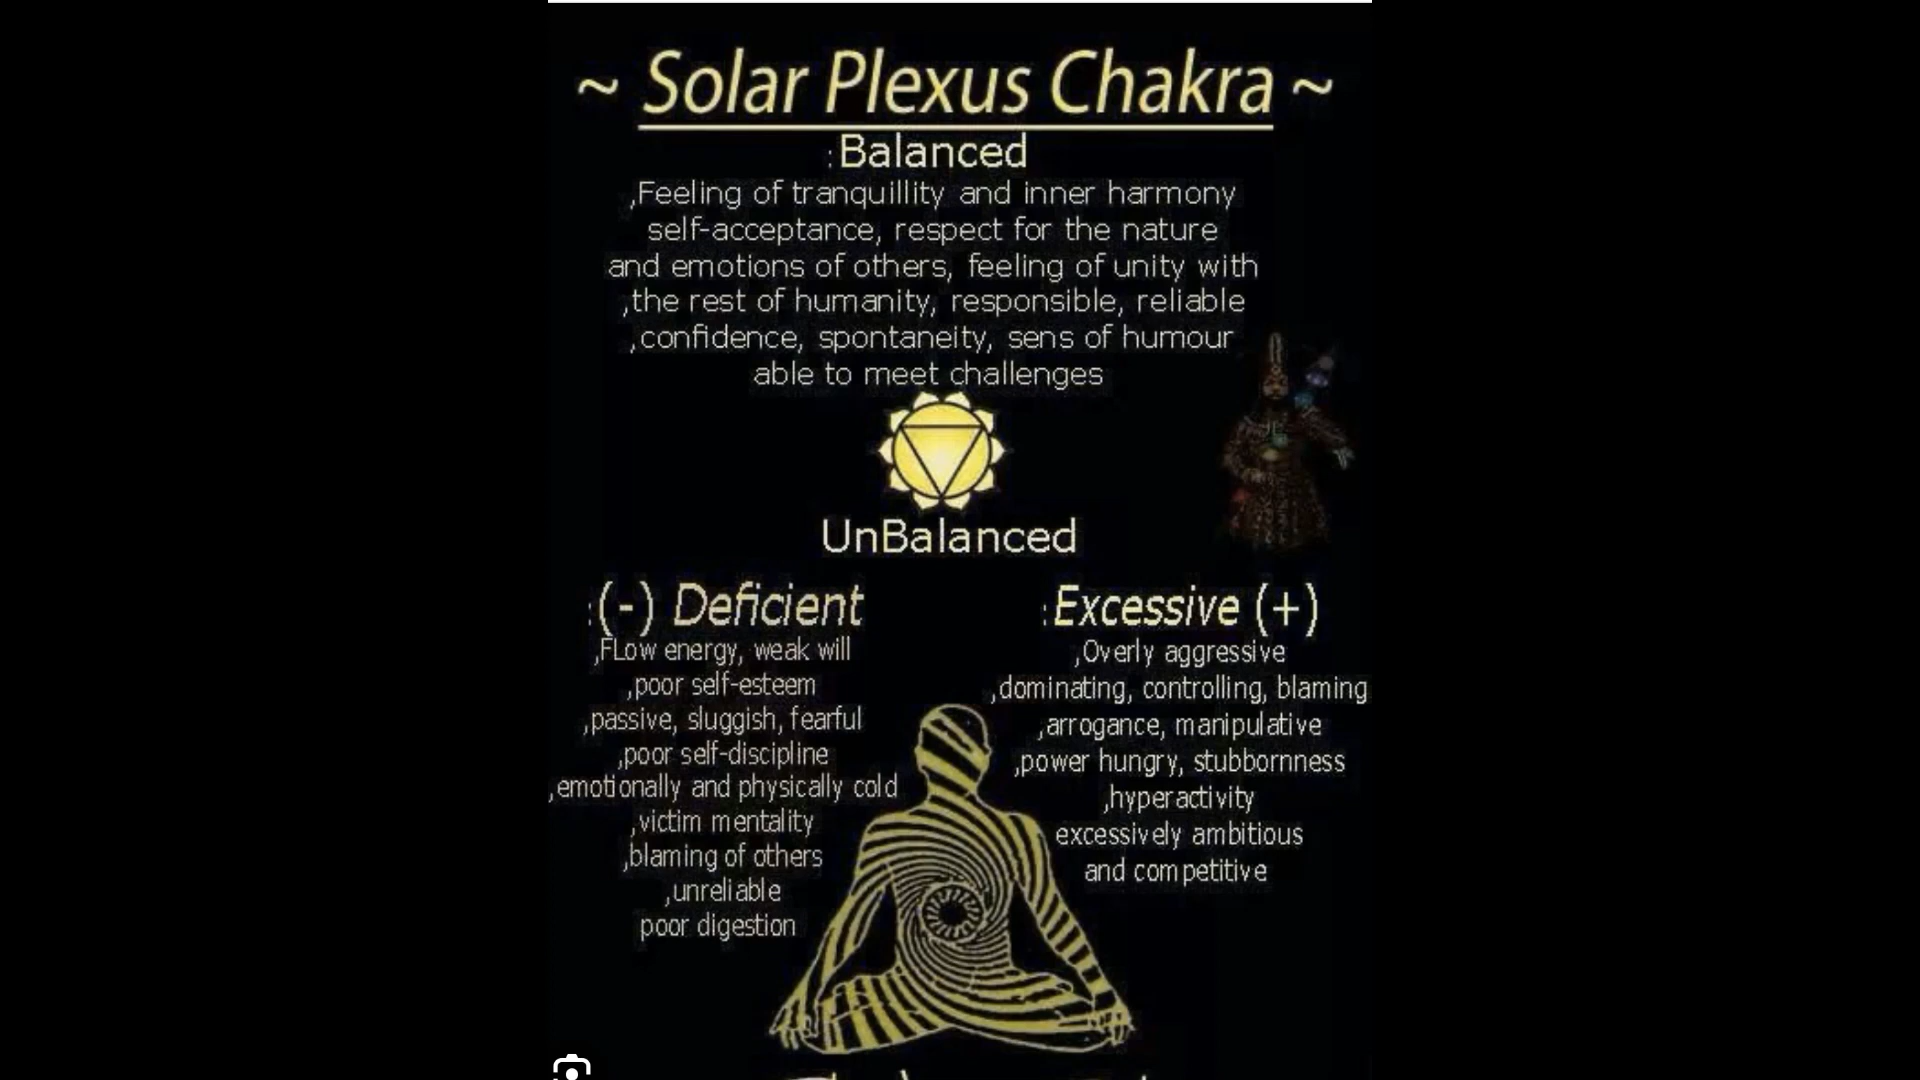 ~ Solar Plexus Chakra ~
:Balanced
,Feeling of tranquillity and inner harmony
self-acceptance, respect for the nature
and emotions of others, feeling of unity with
,the rest of humanity, responsible, reliable
,confidence, spontaneity, sens of humour
able to meet challenges
UnBalanced
:(-) Deficient
,FLow energy, weak will
,poor self-esteem
,passive, sluggish, fearful
,poor self-discipline
,emotionally and physically cold
,victim mentality
,blaming of others
,unreliable
poor digestion
:Excessive (+)
,Overly aggressive
,dominating, controlling, blaming
,arrogance, manipulative
,power hungry, stubbornness
,hyperactivity
excessively ambitious
and competitive